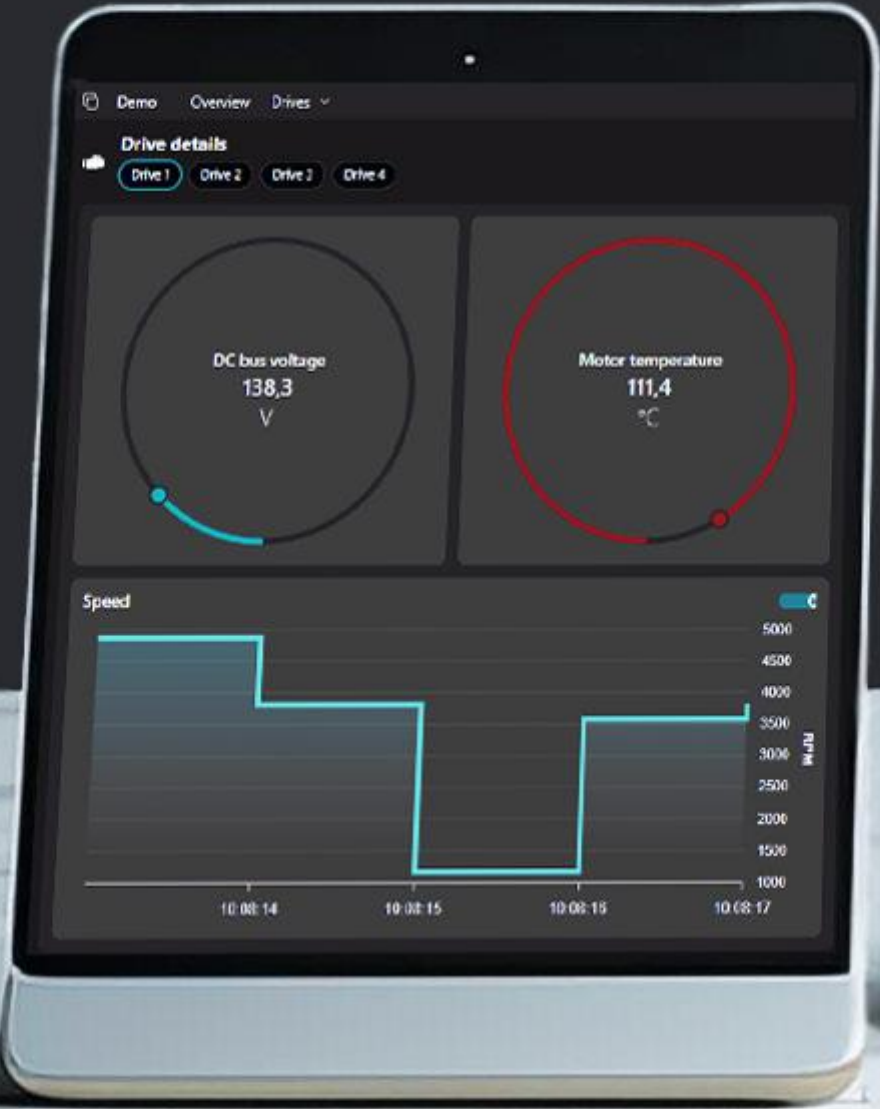 Demo Overview Drives
Drive details
Drive 1 Drive 2 Drive 3 Drive 4
DC bus voltage
138,3
V
Motor temperature
111,4
°C
Speed
5000
4500
4000
3500
3000
2500
2000
1500
1000
RPM
10:08:14 10:08:15 10:08:16 10:08:17